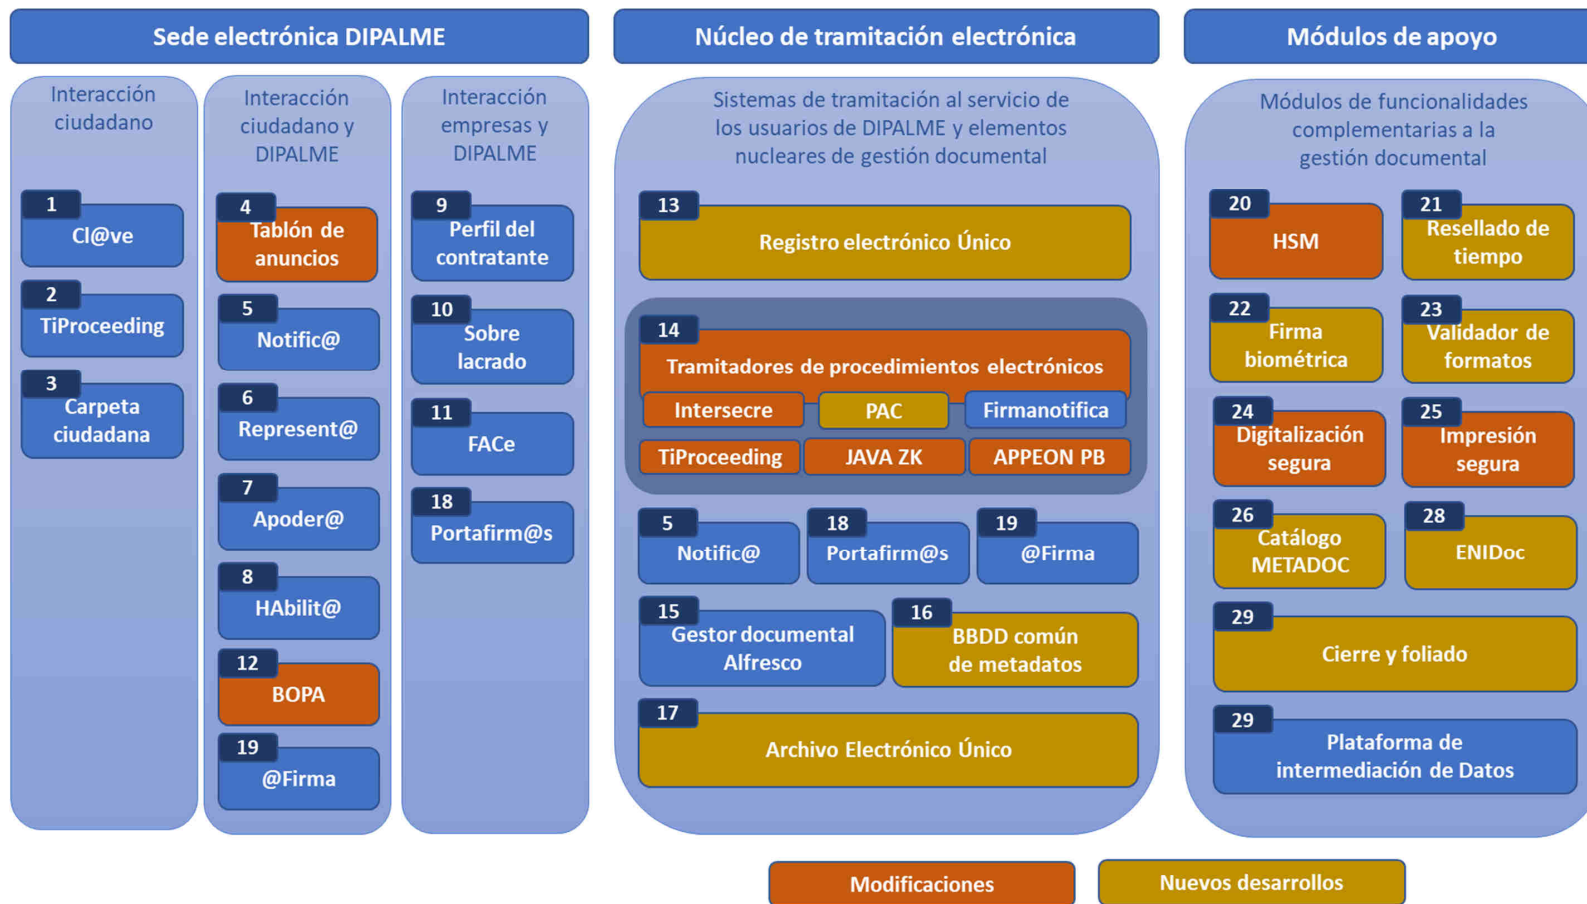 Sede electrónica DIPALME
Interacción
ciudadano
1
Cl@ve
2
TiProceeding
3
Carpeta
ciudadana
Interacción
ciudadano y
DIPALME
4
Tablón de
anuncios
5
Notific@
6
Represent@
7
Apoder@
8
HAbilit@
12
BOPA
19
@Firma
Interacción
empresas y
DIPALME
9
Perfil del
contratante
10
Sobre
lacrado
11
FACe
18
Portafirm@s
Núcleo de tramitación electrónica
Sistemas de tramitación al servicio de
los usuarios de DIPALME y elementos
nucleares de gestión documental
13
Registro electrónico Único
14
Tramitadores de procedimientos electrónicos
Intersecre
PAC
Firmanotifica
TiProceeding
JAVA ZK
APPEON PB
5
Notific@
18
Portafirm@s
19
@Firma
15
Gestor documental
Alfresco
16
BBDD común
de metadatos
17
Archivo Electrónico Único
Módulos de apoyo
Módulos de funcionalidades
complementarias a la
gestión documental
20
HSM
21
Resellado de
tiempo
22
Firma
biométrica
23
Validador de
formatos
24
Digitalización
segura
25
Impresión
segura
26
Catálogo
METADOC
28
ENIDoc
29
Cierre y foliado
29
Plataforma de
intermediación de Datos
Modificaciones
Nuevos desarrollos